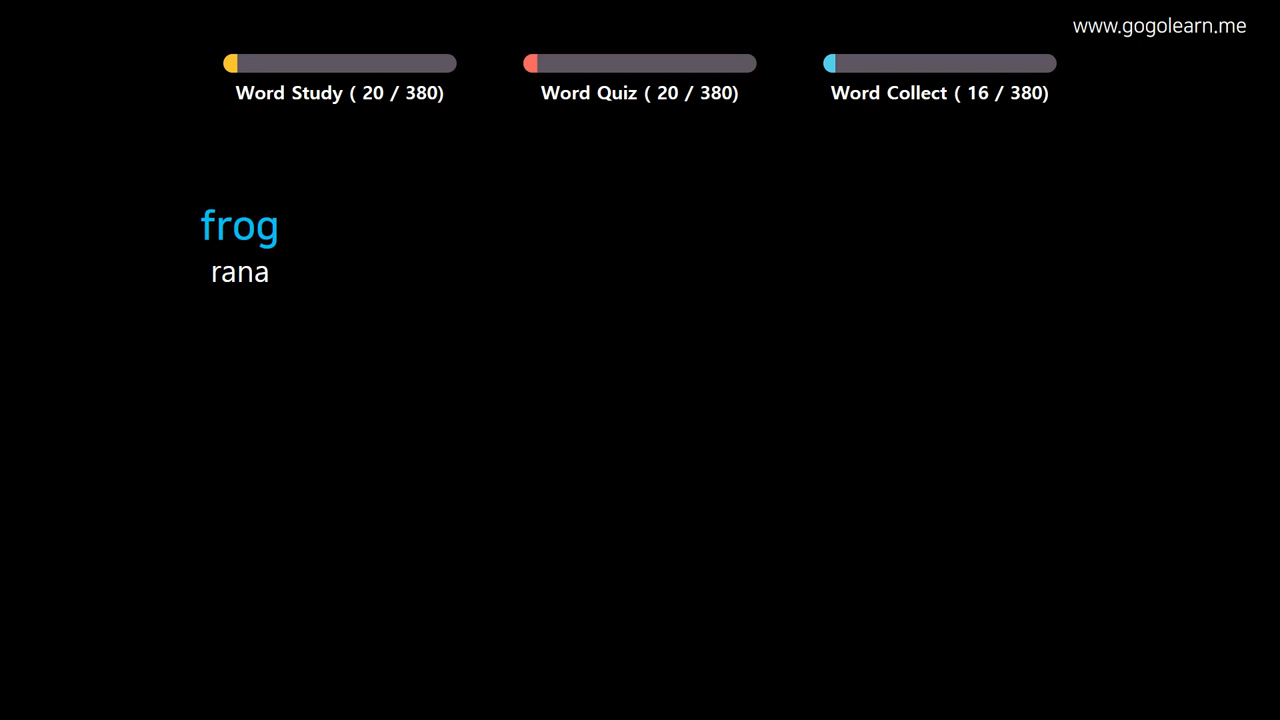 www.gogolearn.me
Word Study ( 20 / 380)
Word Quiz ( 20 / 380)
Word Collect ( 16 / 380)
frog
rana